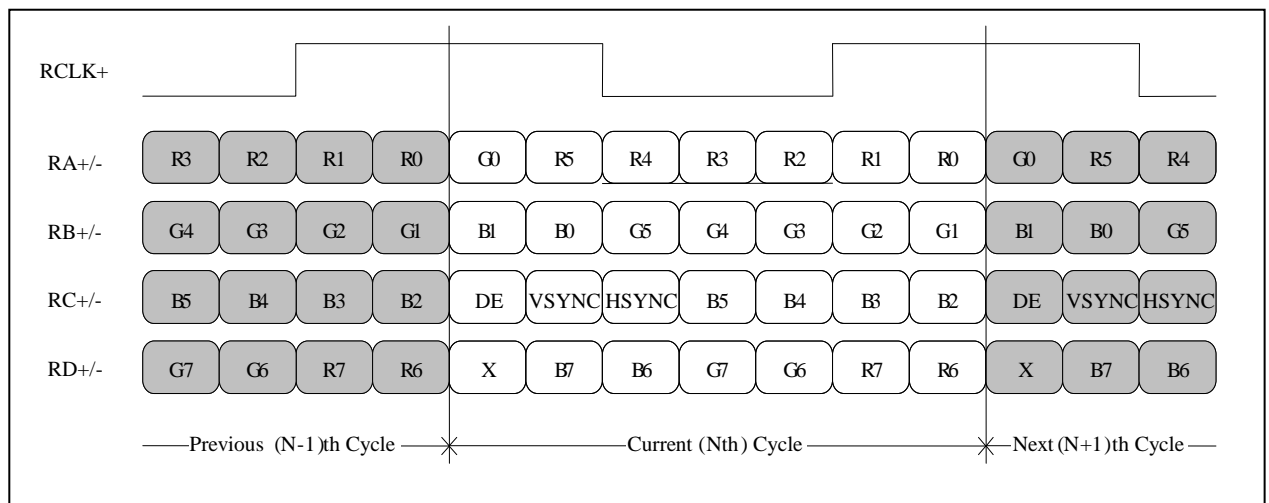 RCLK+
RA+/- R3 R2 R1 R0 G0 R5 R4 R3 R2 R1 R0 G0 R5 R4
RB+/- G4 G3 G2 G1 B1 B0 G5 G4 G3 G2 G1 B1 B0 G5
RC+/- B5 B4 B3 B2 DE VSYNC HSYNC B5 B4 B3 B2 DE VSYNC HSYNC
RD+/- G7 G6 R7 R6 X B7 B6 G7 G6 R7 R6 X B7 B6
Previous (N-1)th Cycle Current (Nth) Cycle Next (N+1)th Cycle